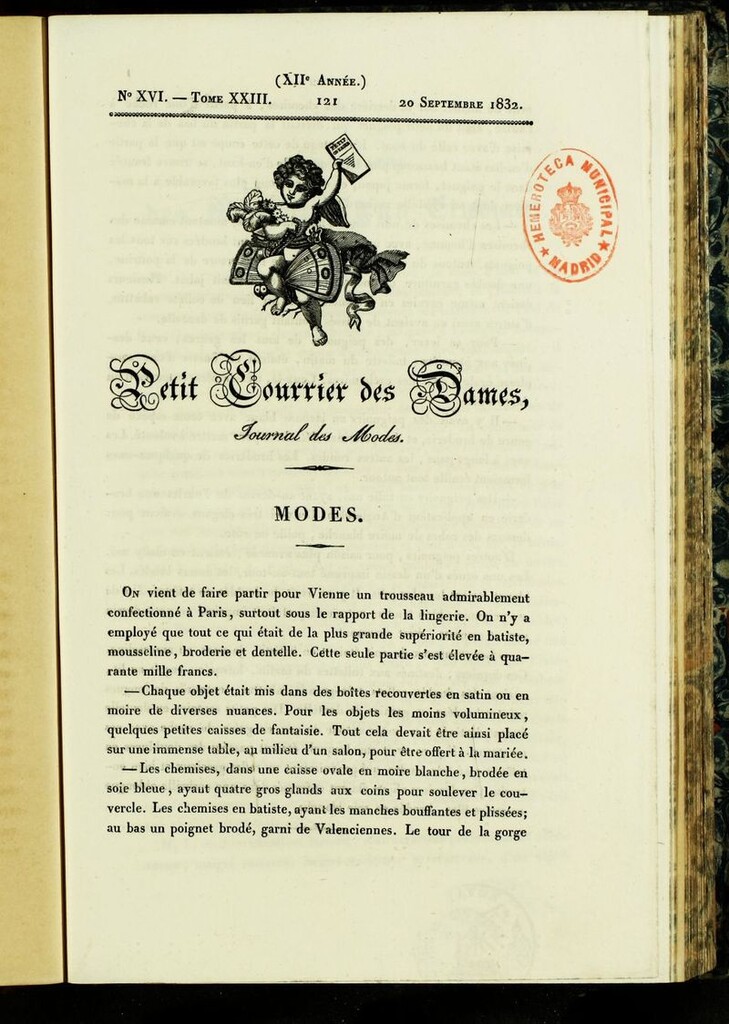 (XIIe Année.)
No XVI. — Tome XXIII. 121 20 Septembre 1832.
PETIT
HEMEROTECA MUNICIPAL
★ MADRID ★
Petit Courrier des Dames,
Journal des Modes.
MODES.
On vient de faire partir pour Vienne un trousseau admirablement
confectionné à Paris, surtout sous le rapport de la lingerie. On n'y a
employé que tout ce qui était de la plus grande supériorité en batiste,
mousseline, broderie et dentelle. Cette seule partie s'est élevée à qua-
rante mille francs.
— Chaque objet était mis dans des boîtes recouvertes en satin ou en
moire de diverses nuances. Pour les objets les moins volumineux,
quelques petites caisses de fantaisie. Tout cela devait être ainsi placé
sur une immense table, au milieu d'un salon, pour être offert à la mariée.
— Les chemises, dans une caisse ovale en moire blanche, brodée en
soie bleue, ayant quatre gros glands aux coins pour soulever le cou-
vercle. Les chemises en batiste, ayant les manches bouffantes et plissées;
au bas un poignet brodé, garni de Valenciennes. Le tour de la gorge